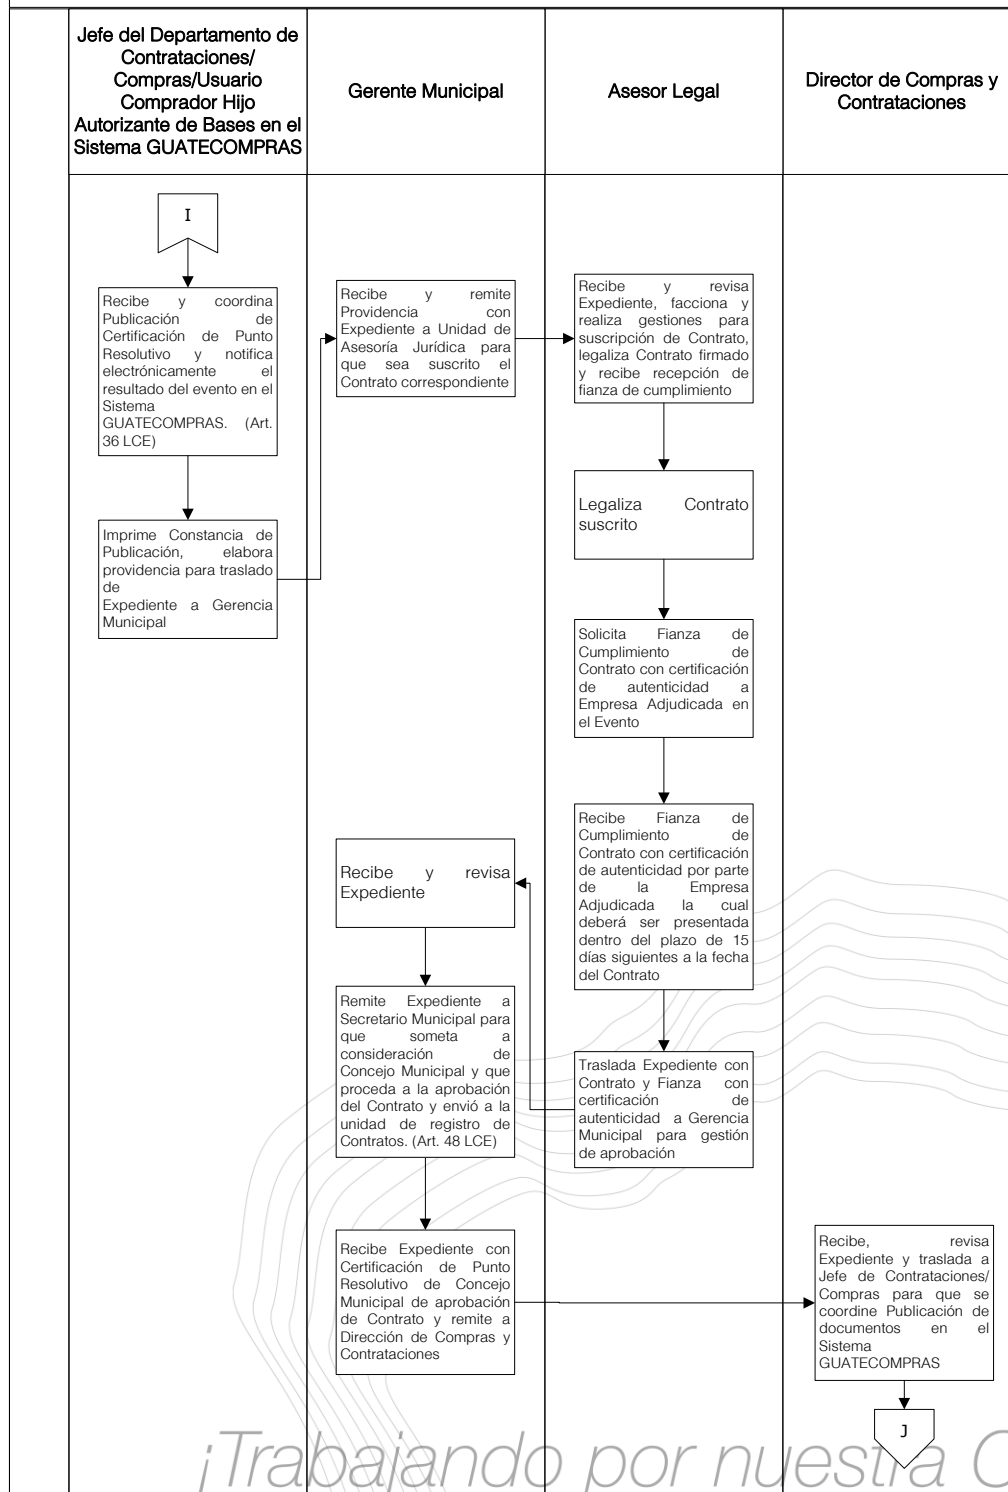 Jefe del Departamento de
Contrataciones/
Compras/Usuario
Comprador Hijo
Autorizante de Bases en el
Sistema GUATECOMPRAS
Gerente Municipal
Asesor Legal
Director de Compras y
Contrataciones
I
Recibe y coordina
Publicación de
Certificación de Punto
Resolutivo y notifica
electrónicamente el
resultado del evento en el
Sistema
GUATECOMPRAS. (Art.
36 LCE)
Imprime Constancia de
Publicación, elabora
providencia para traslado
de
Expediente a Gerencia
Municipal
Recibe y remite
Providencia con
Expediente a Unidad de
Asesoría Jurídica para
que sea suscrito el
Contrato correspondiente
Recibe y revisa
Expediente, facciona y
realiza gestiones para
suscripción de Contrato,
legaliza Contrato firmado
y recibe recepción de
fianza de cumplimiento
Legaliza Contrato
suscrito
Solicita Fianza de
Cumplimiento de
Contrato con certificación
de autenticidad a
Empresa Adjudicada en
el Evento
Recibe Fianza de
Cumplimiento de
Contrato con certificación
de autenticidad por parte
de la Empresa
Adjudicada la cual
deberá ser presentada
dentro del plazo de 15
días siguientes a la fecha
del Contrato
Traslada Expediente con
Contrato y Fianza con
certificación de
autenticidad a Gerencia
Municipal para gestión
de aprobación
Recibe y revisa
Expediente
Remite Expediente a
Secretario Municipal para
que someta a
consideración de
Concejo Municipal y que
proceda a la aprobación
del Contrato y envió a la
unidad de registro de
Contratos. (Art. 48 LCE)
Recibe Expediente con
Certificación de Punto
Resolutivo de Concejo
Municipal de aprobación
de Contrato y remite a
Dirección de Compras y
Contrataciones
Recibe, revisa
Expediente y traslada a
Jefe de Contrataciones/
Compras para que se
coordine Publicación de
documentos en el
Sistema
GUATECOMPRAS
J
¡Trabajando por nuestra